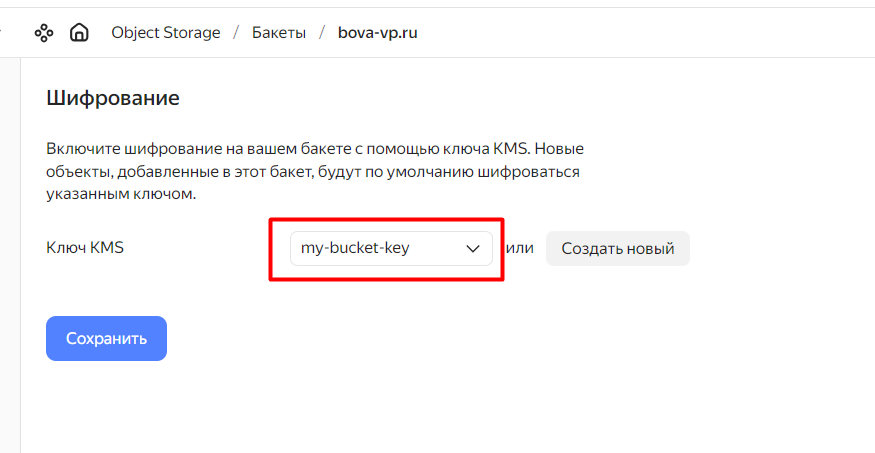 Object Storage / Бакеты / bova-vp.ru
Шифрование
Включите шифрование на вашем бакете с помощью ключа KMS. Новые
объекты, добавленные в этот бакет, будут по умолчанию шифроваться
указанным ключом.
Ключ KMS my-bucket-key или Создать новый
Сохранить